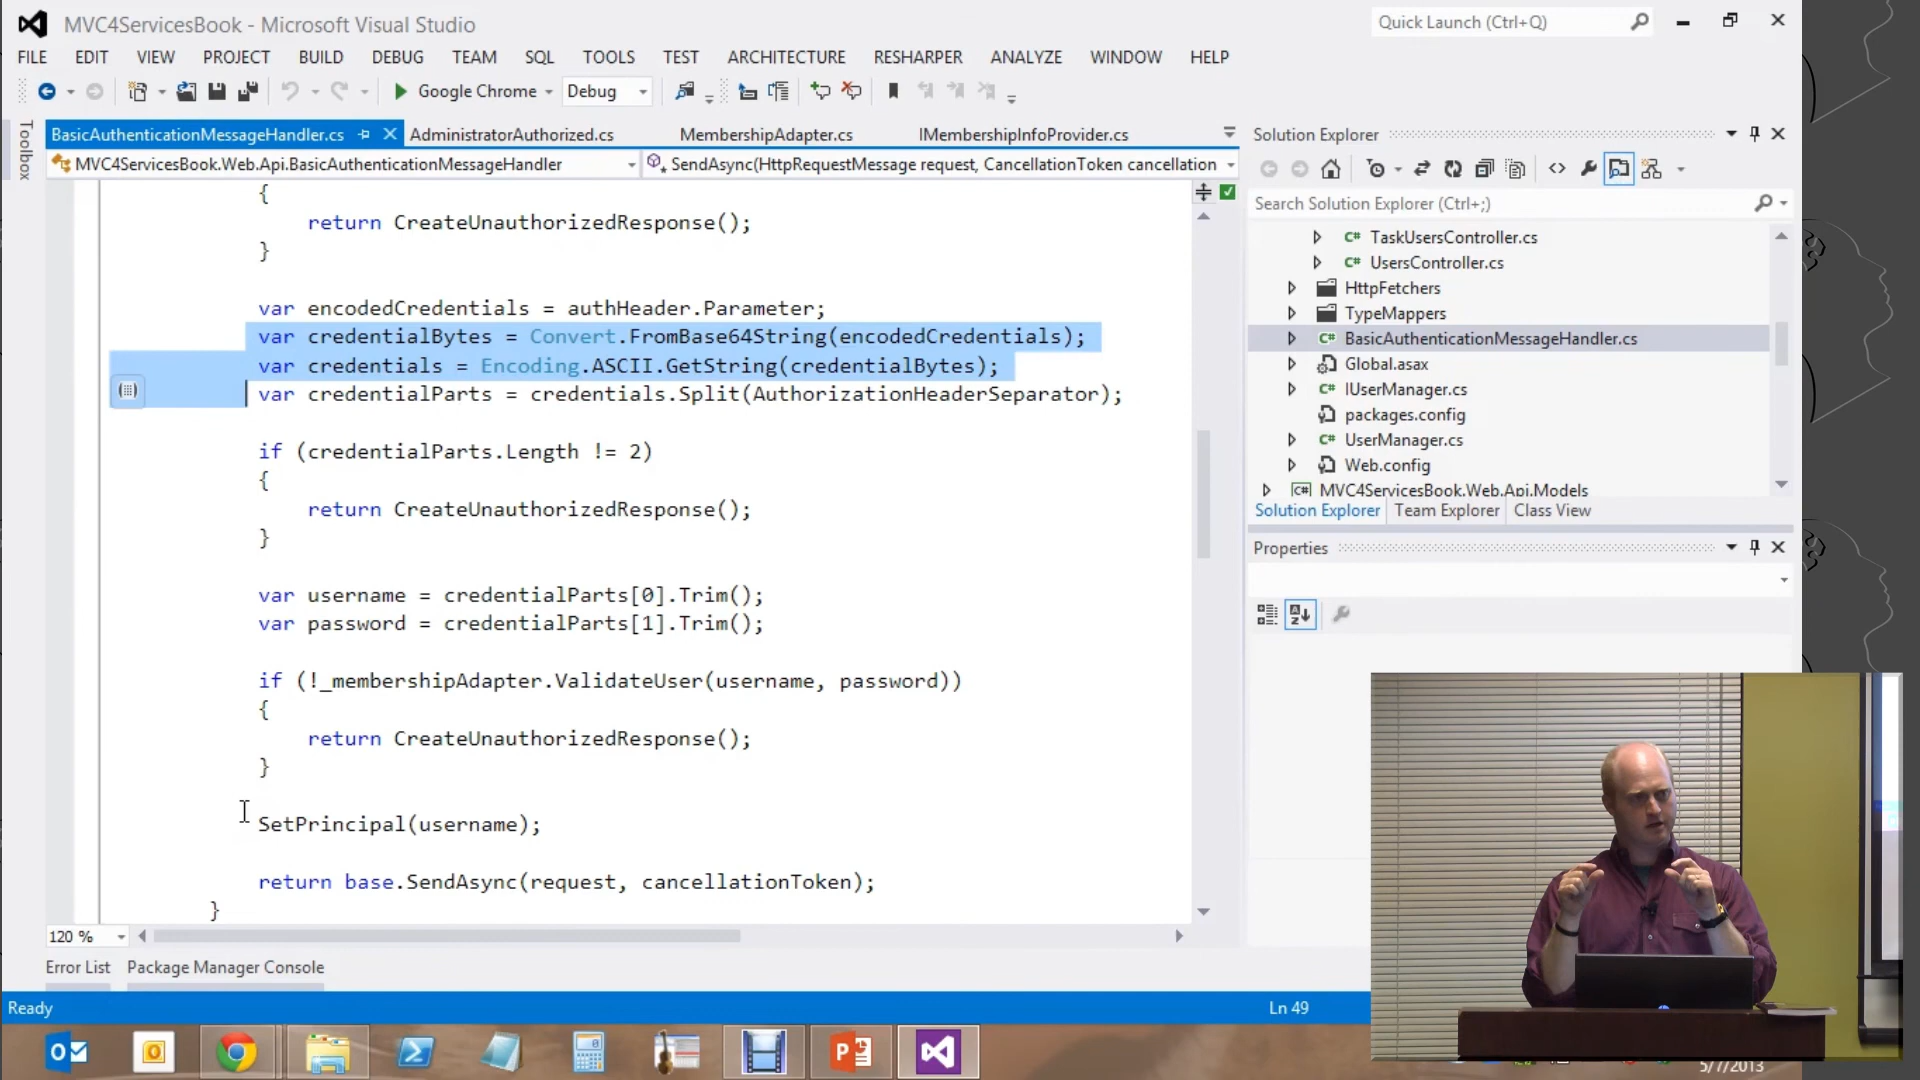 MVC4ServicesBook - Microsoft Visual Studio
Quick Launch (Ctrl+Q)
FILE EDIT VIEW PROJECT BUILD DEBUG TEAM SQL TOOLS TEST ARCHITECTURE RESHARPER ANALYZE WINDOW HELP
Google Chrome Debug
Toolbox
BasicAuthenticationMessageHandler.cs AdministratorAuthorized.cs MembershipAdapter.cs IMembershipInfoProvider.cs
MVC4ServicesBook.Web.Api.BasicAuthenticationMessageHandler SendAsync(HttpRequestMessage request, CancellationToken cancellation
{
return CreateUnauthorizedResponse();
}
var encodedCredentials = authHeader.Parameter;
var credentialBytes = Convert.FromBase64String(encodedCredentials);
var credentials = Encoding.ASCII.GetString(credentialBytes);
var credentialParts = credentials.Split(AuthorizationHeaderSeparator);
if (credentialParts.Length != 2)
{
return CreateUnauthorizedResponse();
}
var username = credentialParts[0].Trim();
var password = credentialParts[1].Trim();
if (!_membershipAdapter.ValidateUser(username, password))
{
return CreateUnauthorizedResponse();
}
SetPrincipal(username);
return base.SendAsync(request, cancellationToken);
}
120 %
Error List Package Manager Console
Ready
Ln 49
Solution Explorer
Search Solution Explorer (Ctrl+;)
C# TaskUsersController.cs
C# UsersController.cs
HttpFetchers
TypeMappers
C# BasicAuthenticationMessageHandler.cs
Global.asax
C# IUserManager.cs
packages.config
C# UserManager.cs
Web.config
C# MVC4ServicesBook.Web.Api.Models
Solution Explorer Team Explorer Class View
Properties
5/7/2013